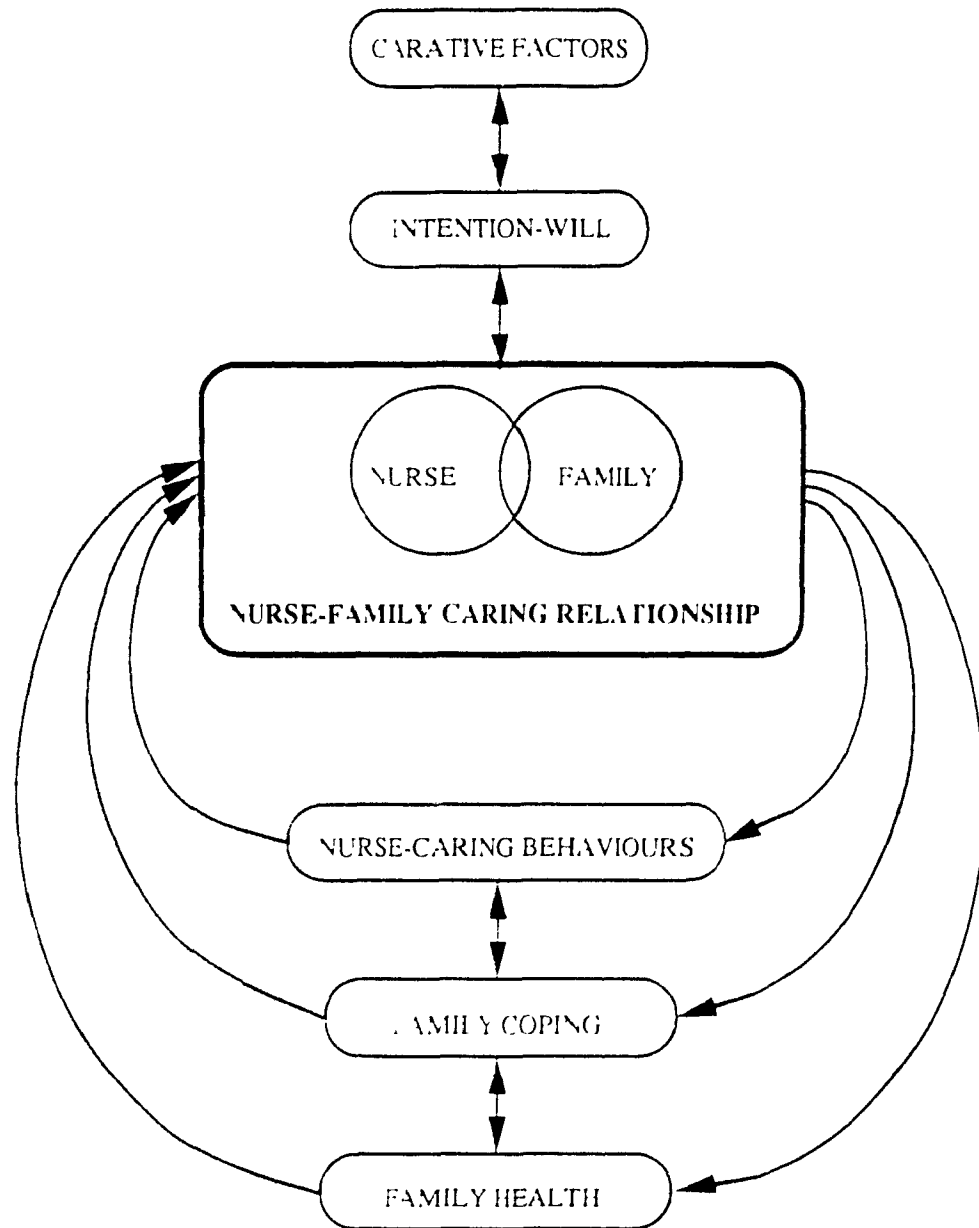 CARATIVE FACTORS
INTENTION-WILL
NURSE
FAMILY
NURSE-FAMILY CARING RELATIONSHIP
NURSE-CARING BEHAVIOURS
FAMILY COPING
FAMILY HEALTH